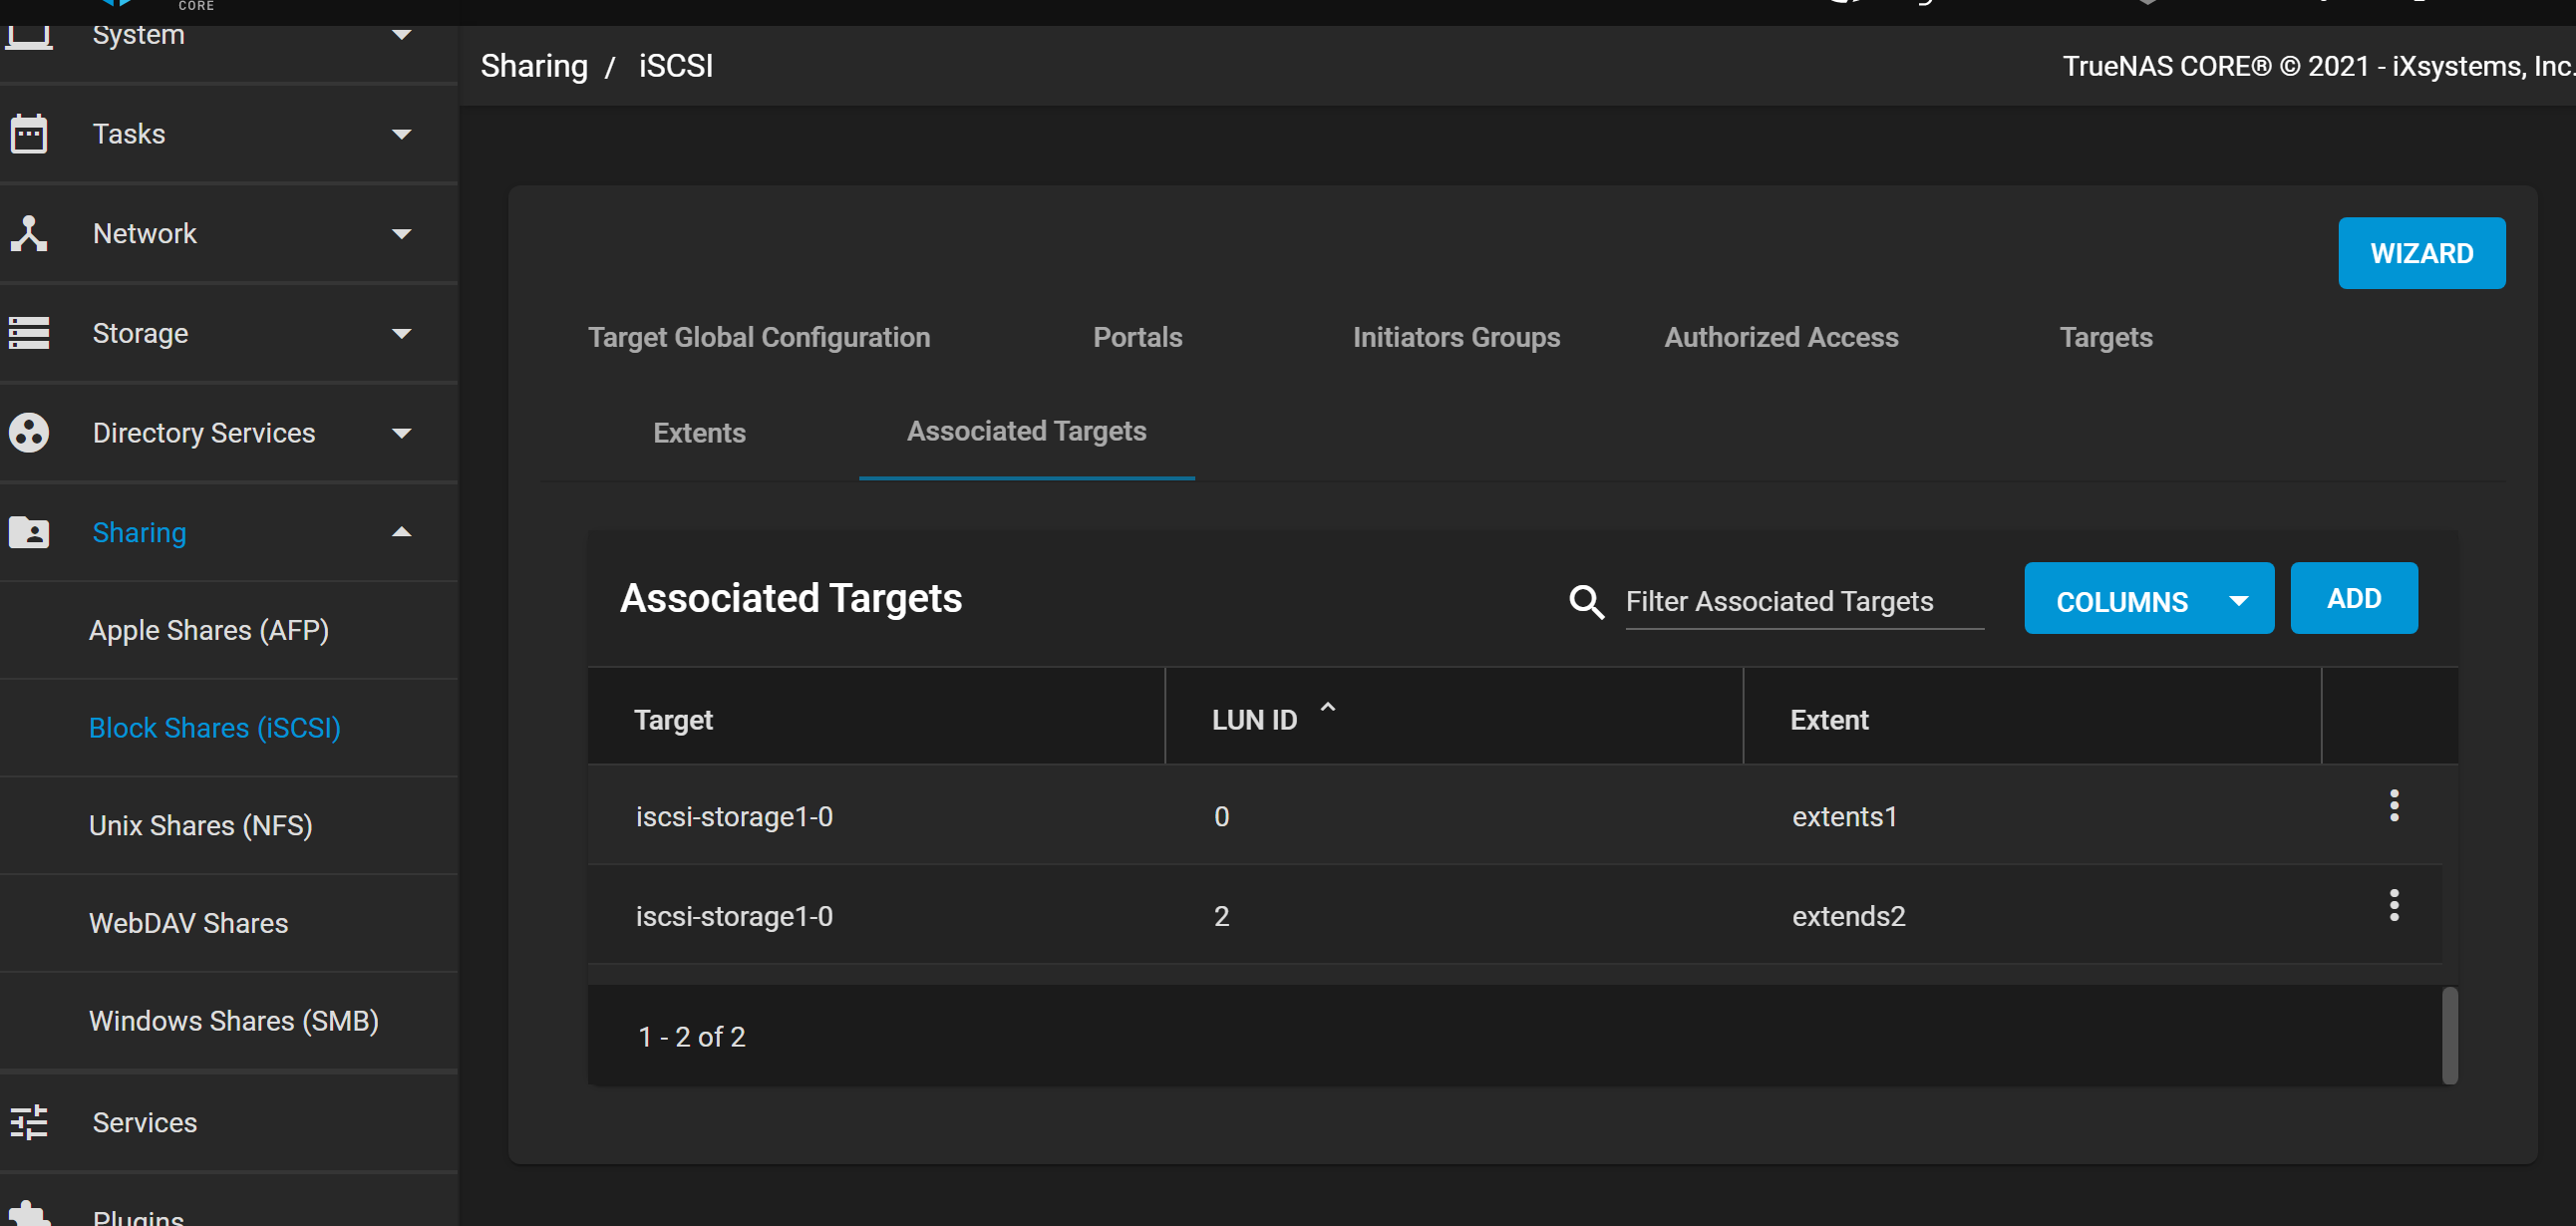 CORE
System
Tasks
Network
Storage
Directory Services
Sharing
Apple Shares (AFP)
Block Shares (iSCSI)
Unix Shares (NFS)
WebDAV Shares
Windows Shares (SMB)
Services
Plugins
Sharing / iSCSI
TrueNAS CORE® © 2021 - iXsystems, Inc.
WIZARD
Target Global Configuration Portals Initiators Groups Authorized Access Targets
Extents Associated Targets
Associated Targets
Filter Associated Targets
COLUMNS
ADD
Target LUN ID Extent
iscsi-storage1-0 0 extents1
iscsi-storage1-0 2 extends2
1 - 2 of 2